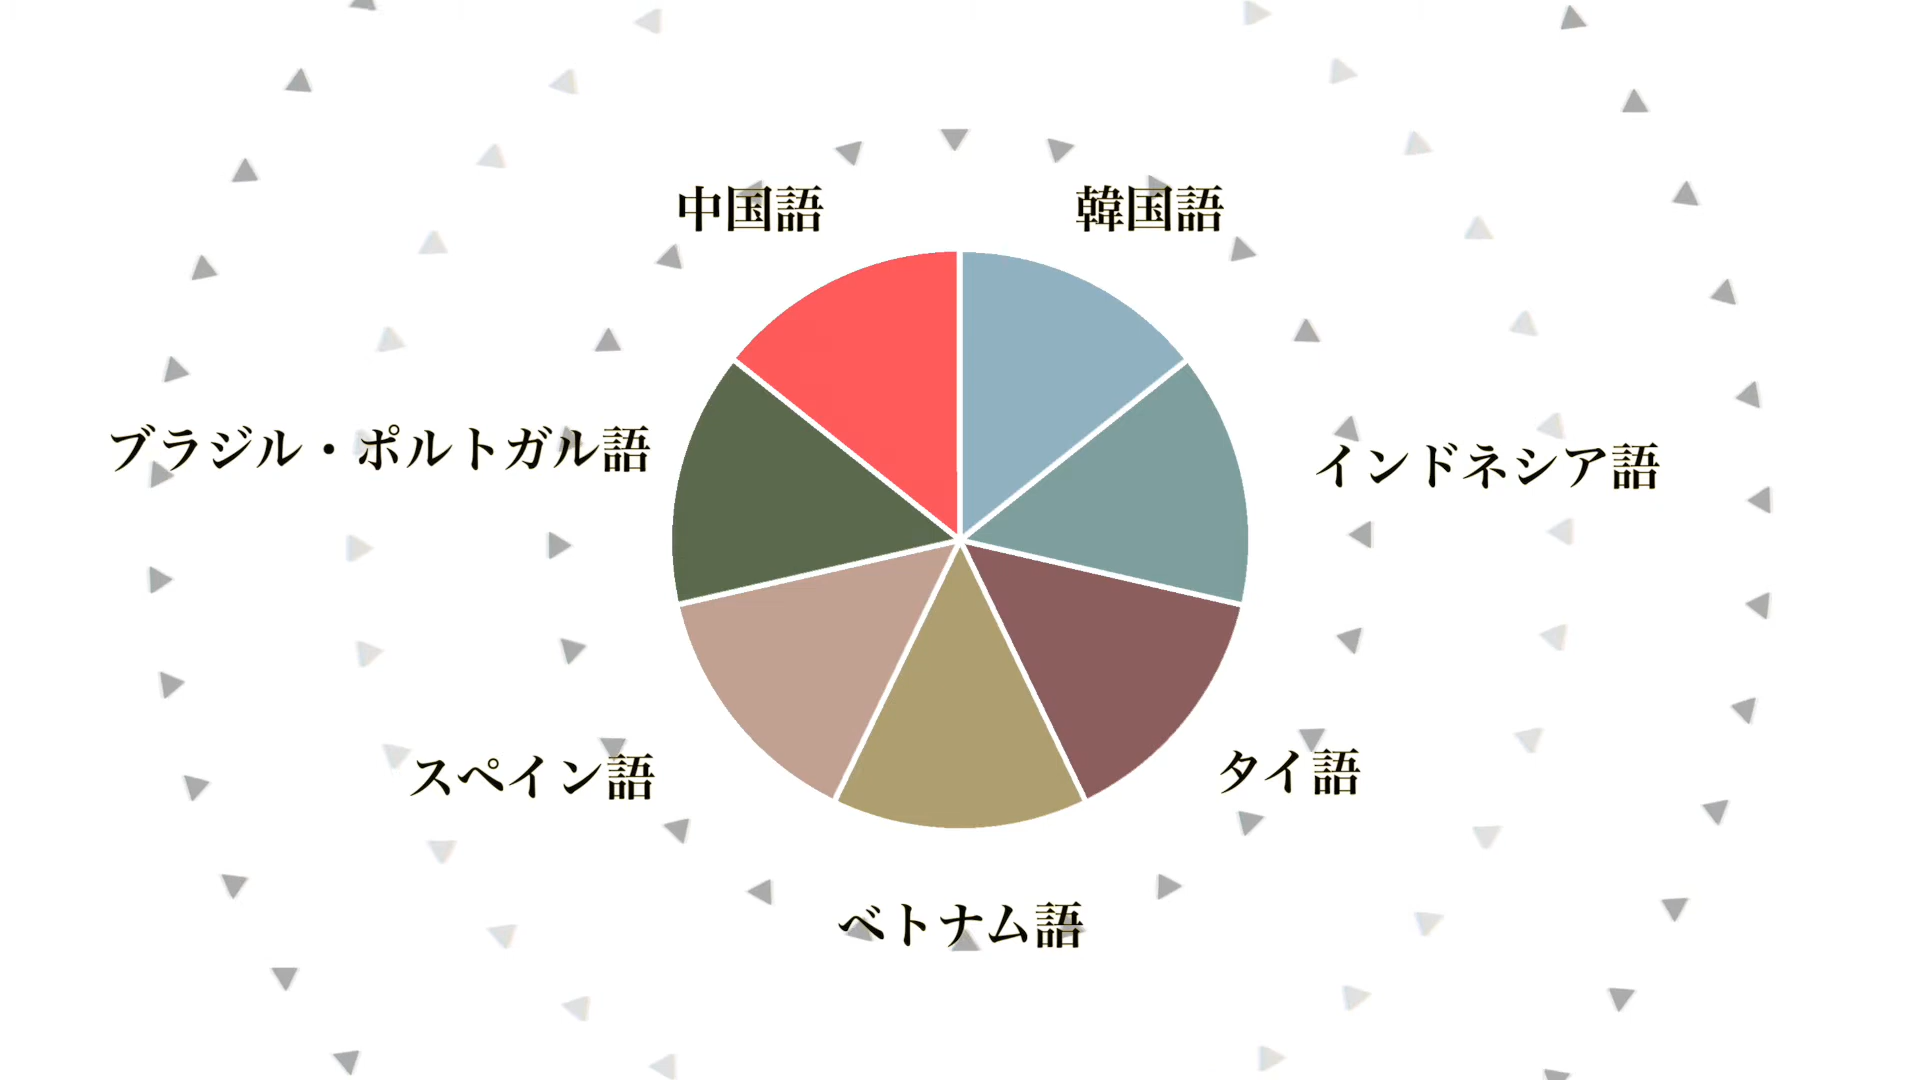 中国語
韓国語
ブラジル・ポルトガル語
インドネシア語
スペイン語
タイ語
ベトナム語